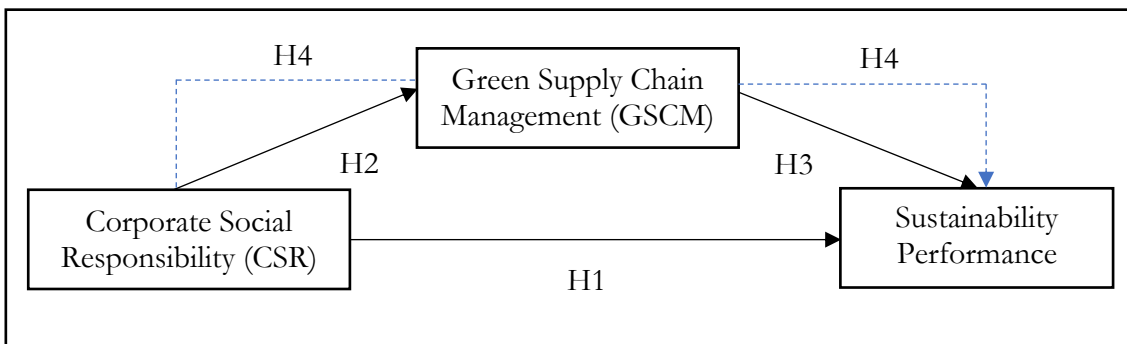 H4
Green Supply Chain
Management (GSCM)
H4
H2
H3
Corporate Social
Responsibility (CSR)
Sustainability
Performance
H1